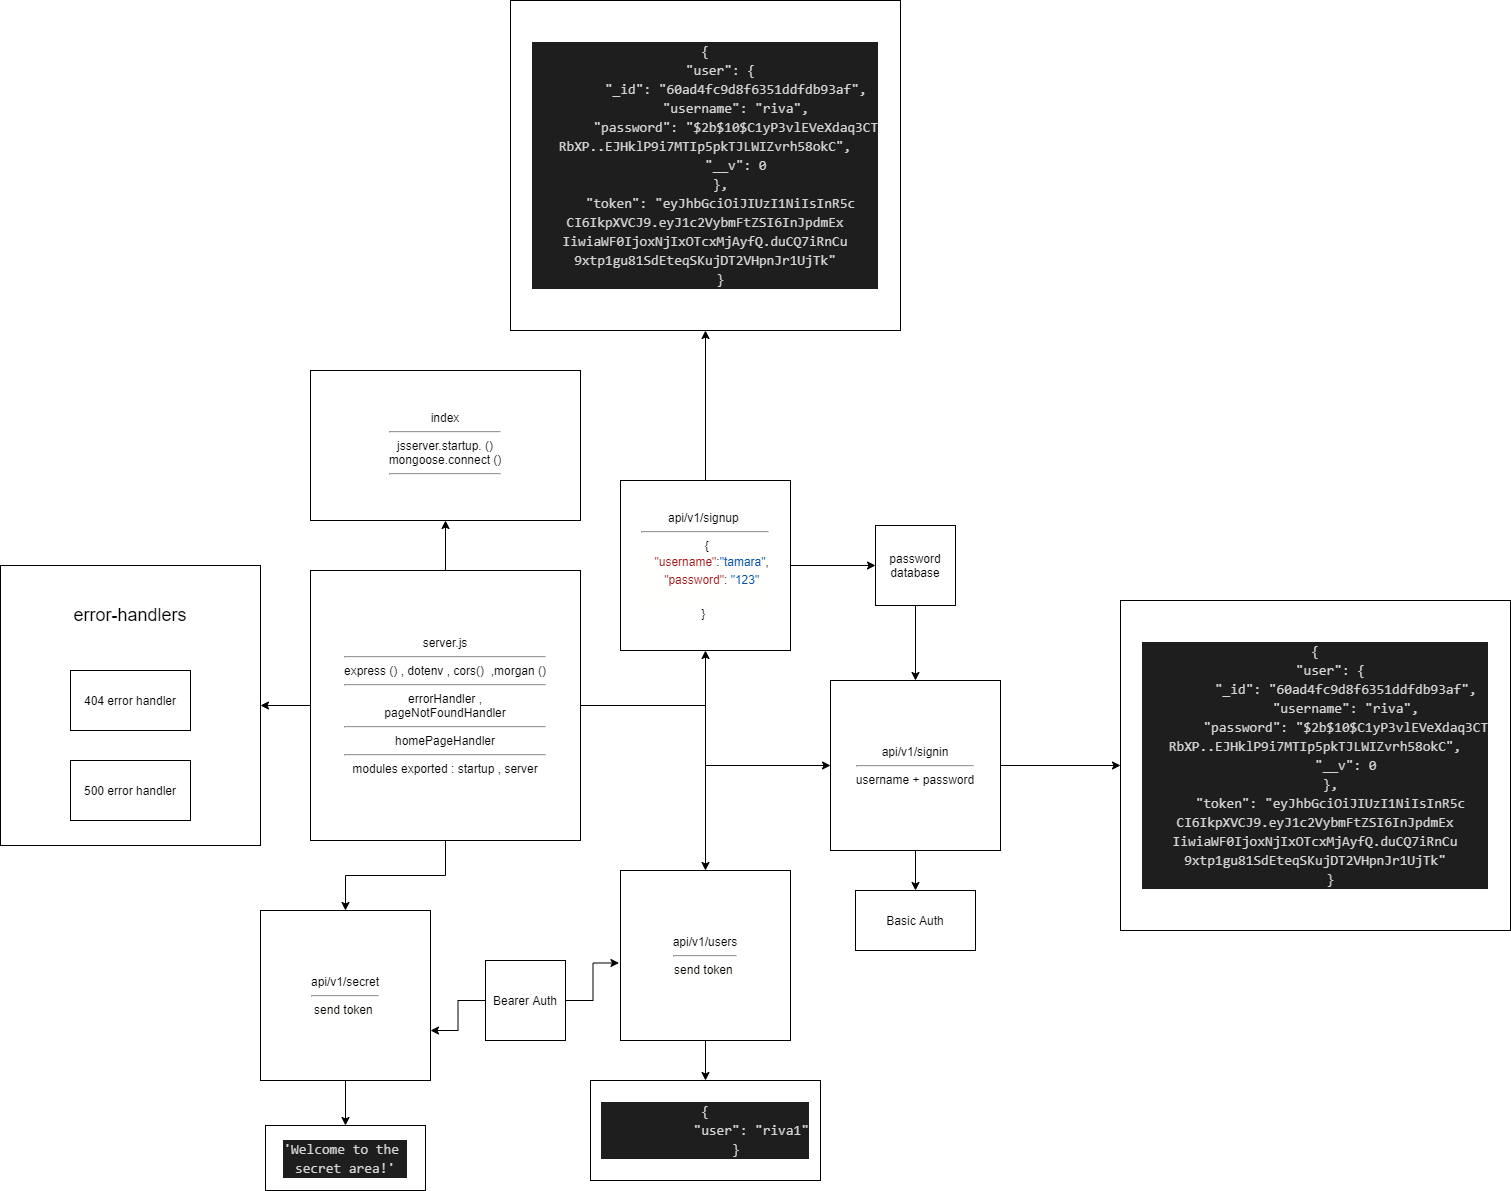 {
"user": {
"_id": "60ad4fc9d8f6351ddfdb93af",
"username": "riva",
"password": "$2b$10$C1yP3vlEVeXdaq3CT
RbXP..EJHklP9i7MTIp5pkTJLWIZvrh58okC",
"__v": 0
},
"token": "eyJhbGciOiJIUzI1NiIsInR5c
CI6IkpXVCJ9.eyJ1c2VybmFtZSI6InJpdmEx
IiwiaWF0IjoxNjIxOTcxMjAyfQ.duCQ7iRnCu
9xtp1gu81SdEteqSKujDT2VHpnJr1UjTk"
}
index
jsserver.startup. ()
mongoose.connect ()
api/v1/signup
{
"username":"tamara",
"password": "123"
}
password
database
error-handlers
404 error handler
500 error handler
server.js
express () , dotenv , cors() ,morgan ()
errorHandler ,
pageNotFoundHandler
homePageHandler
modules exported : startup , server
api/v1/signin
username + password
{
"user": {
"_id": "60ad4fc9d8f6351ddfdb93af",
"username": "riva",
"password": "$2b$10$C1yP3vlEVeXdaq3CT
RbXP..EJHklP9i7MTIp5pkTJLWIZvrh58okC",
"__v": 0
},
"token": "eyJhbGciOiJIUzI1NiIsInR5c
CI6IkpXVCJ9.eyJ1c2VybmFtZSI6InJpdmEx
IiwiaWF0IjoxNjIxOTcxMjAyfQ.duCQ7iRnCu
9xtp1gu81SdEteqSKujDT2VHpnJr1UjTk"
}
Basic Auth
api/v1/secret
send token
Bearer Auth
api/v1/users
send token
'Welcome to the
secret area!'
{
"user": "riva1"
}